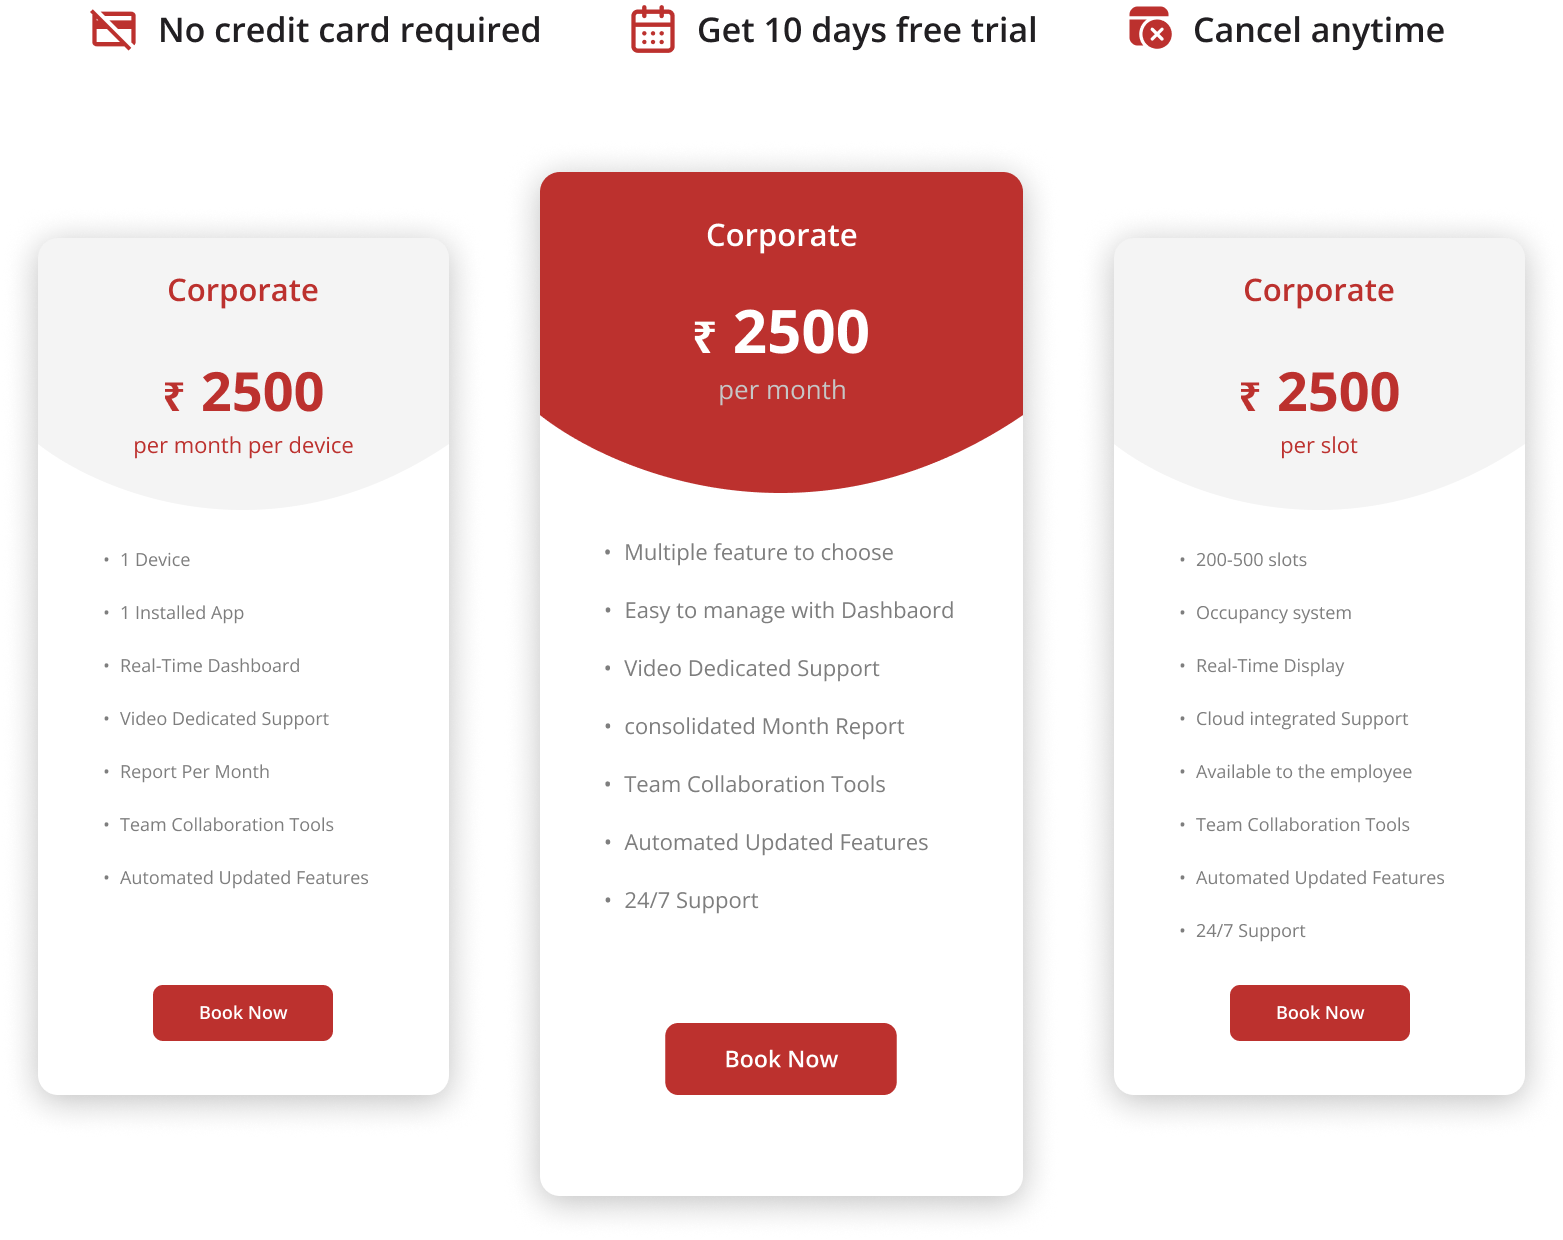 No credit card required
Get 10 days free trial
Cancel anytime
Corporate
₹ 2500
per month per device
• 1 Device
• 1 Installed App
• Real-Time Dashboard
• Video Dedicated Support
• Report Per Month
• Team Collaboration Tools
• Automated Updated Features
Book Now
Corporate
₹ 2500
per month
• Multiple feature to choose
• Easy to manage with Dashbaord
• Video Dedicated Support
• consolidated Month Report
• Team Collaboration Tools
• Automated Updated Features
• 24/7 Support
Book Now
Corporate
₹ 2500
per slot
• 200-500 slots
• Occupancy system
• Real-Time Display
• Cloud integrated Support
• Available to the employee
• Team Collaboration Tools
• Automated Updated Features
• 24/7 Support
Book Now